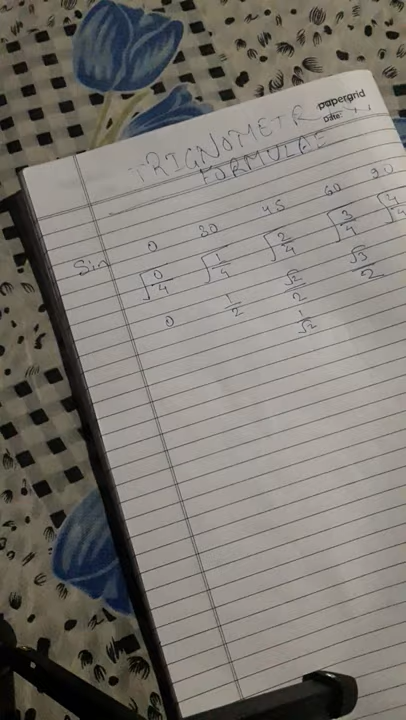 papergrid
Date:
TRIGNOMETRY
FORMULAE
0 30 45 60 90
Sin √0/4 √1/4 √2/4 √3/4 √4/4
0 1/2 √2/2 √3/2
1/√2